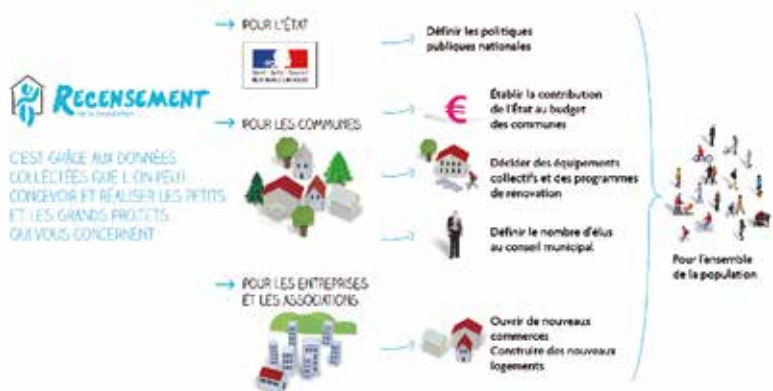 RECENSEMENT
de la population
C'EST GRÂCE AUX DONNÉES
COLLECTÉES QUE L'ON PEUT
CONCEVOIR ET RÉALISER LES PETITS
ET LES GRANDS PROJETS
QUI VOUS CONCERNENT
→ POUR L'ÉTAT
Définir les politiques
publiques nationales
→ POUR LES COMMUNES
€
Établir la contribution
de l'État au budget
des communes
Décider des équipements
collectifs et des programmes
de rénovation
Définir le nombre d'élus
au conseil municipal
→ POUR LES ENTREPRISES
ET LES ASSOCIATIONS
Ouvrir de nouveaux
commerces
Construire des nouveaux
logements
Pour l'ensemble
de la population